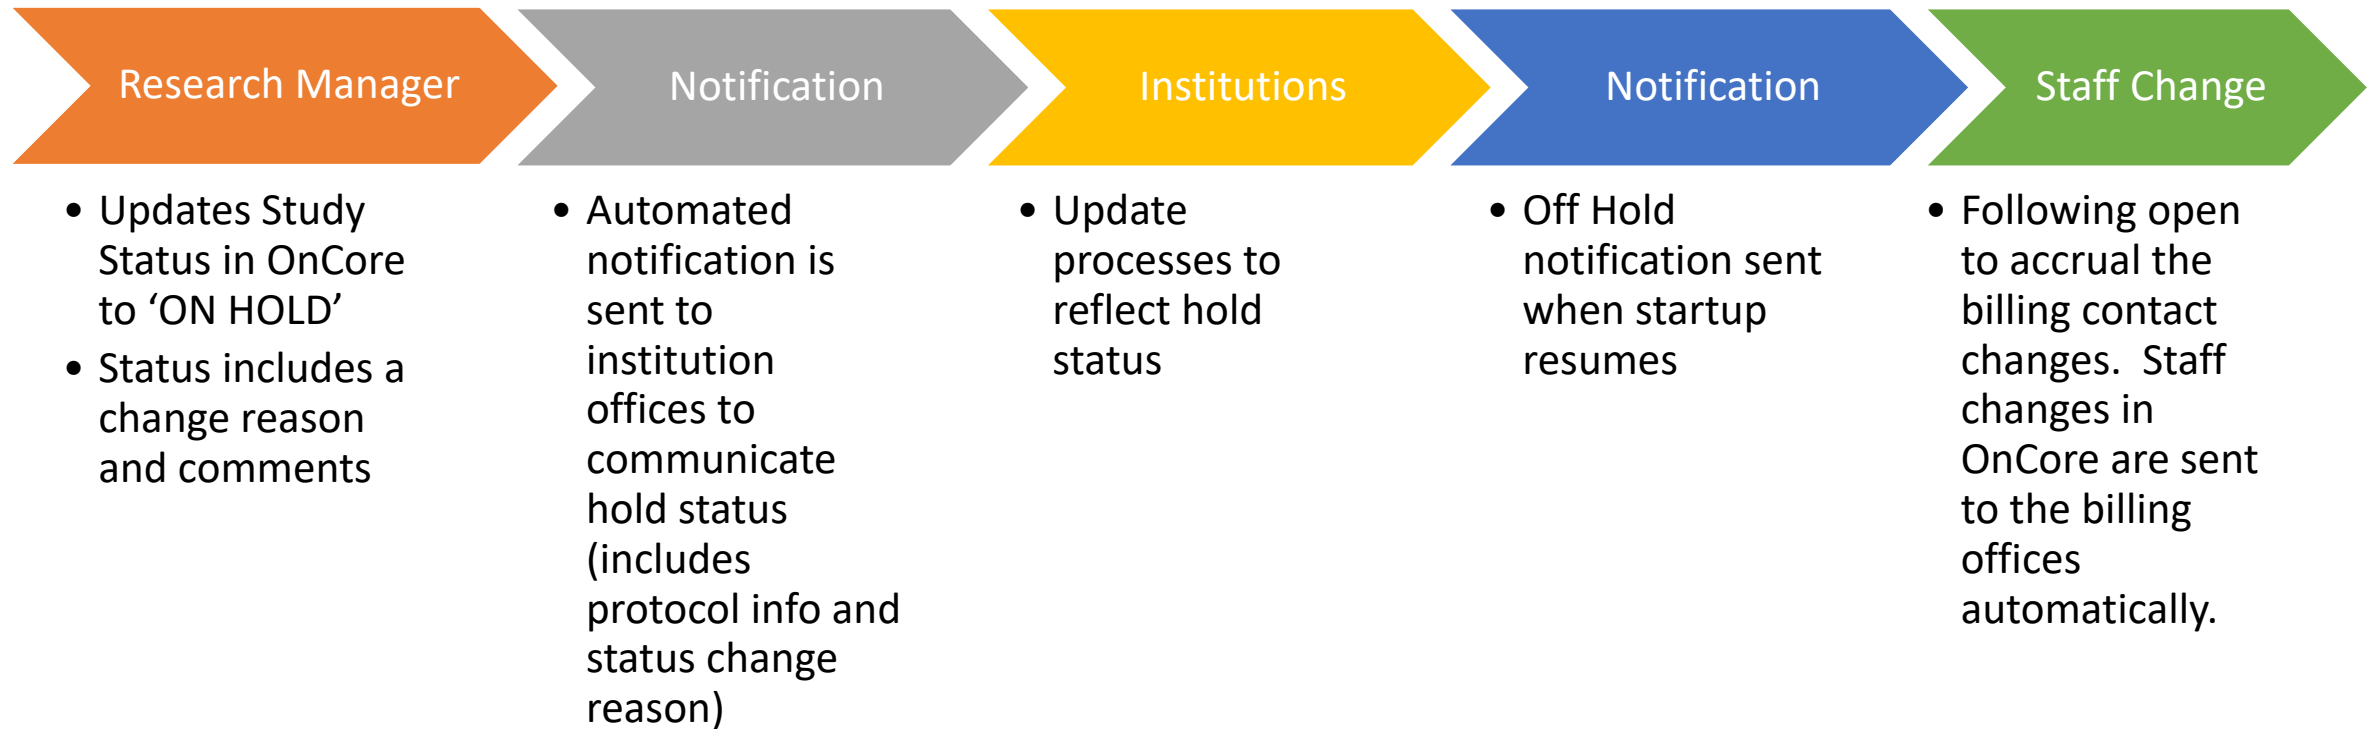 Research Manager
Notification
Institutions
Notification
Staff Change
• Updates Study
Status in OnCore
to ‘ON HOLD’
• Status includes a
change reason
and comments
• Automated
notification is
sent to
institution
offices to
communicate
hold status
(includes
protocol info and
status change
reason)
• Update
processes to
reflect hold
status
• Off Hold
notification sent
when startup
resumes
• Following open
to accrual the
billing contact
changes.  Staff
changes in
OnCore are sent
to the billing
offices
automatically.